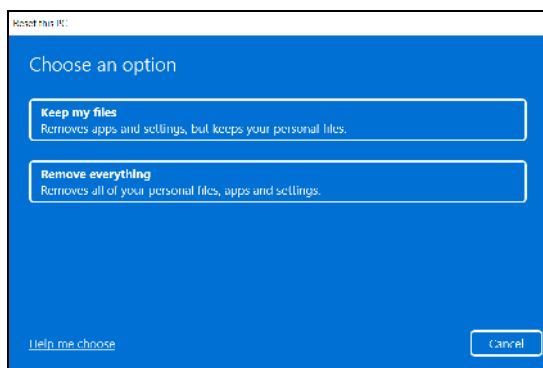 Reset this PC
Choose an option
Keep my files
Removes apps and settings, but keeps your personal files.
Remove everything
Removes all of your personal files, apps and settings.
Help me choose
Cancel